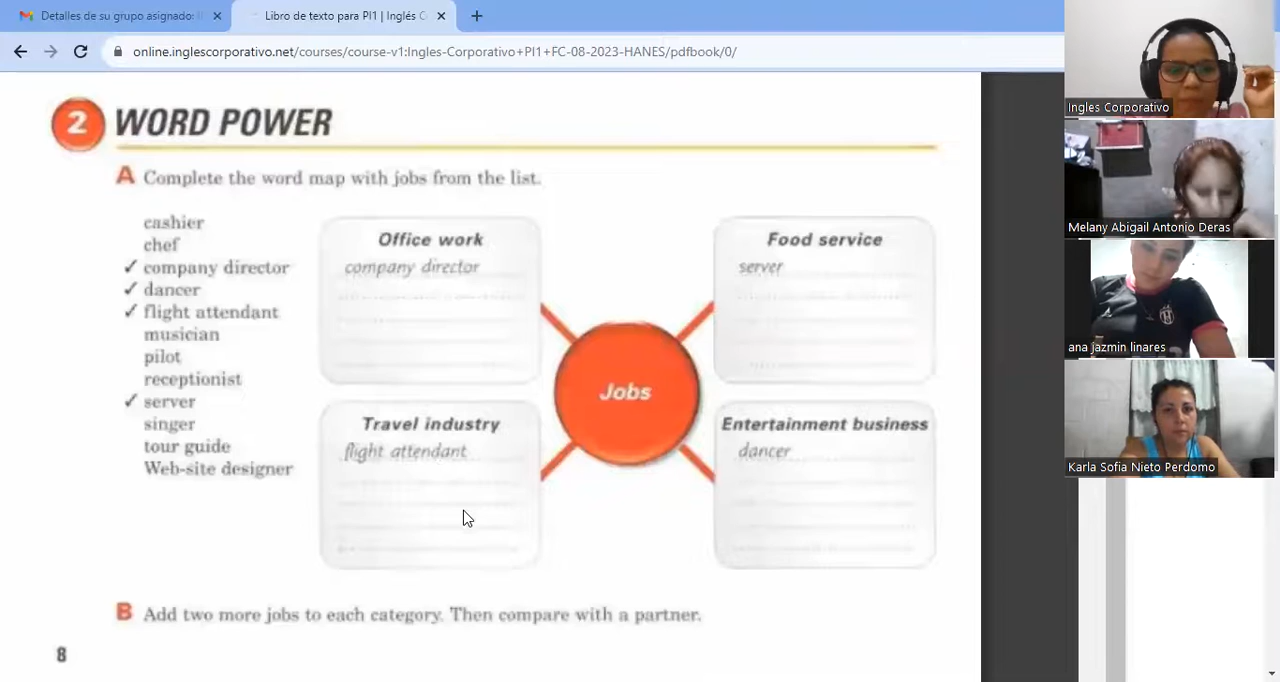 Detalles de su grupo asignado:
Libro de texto para PI1 | Inglés C
online.inglescorporativo.net/courses/course-v1:Ingles-Corporativo+PI1+FC-08-2023-HANES/pdfbook/0/
2 WORD POWER
A Complete the word map with jobs from the list.
cashier
chef
✓ company director
✓ dancer
✓ flight attendant
musician
pilot
receptionist
✓ server
singer
tour guide
Web-site designer
Office work
company director
Food service
server
Jobs
Travel industry
flight attendant
Entertainment business
dancer
B Add two more jobs to each category. Then compare with a partner.
8
Ingles Corporativo
Melany Abigail Antonio Deras
ana jazmin linares
Karla Sofia Nieto Perdomo